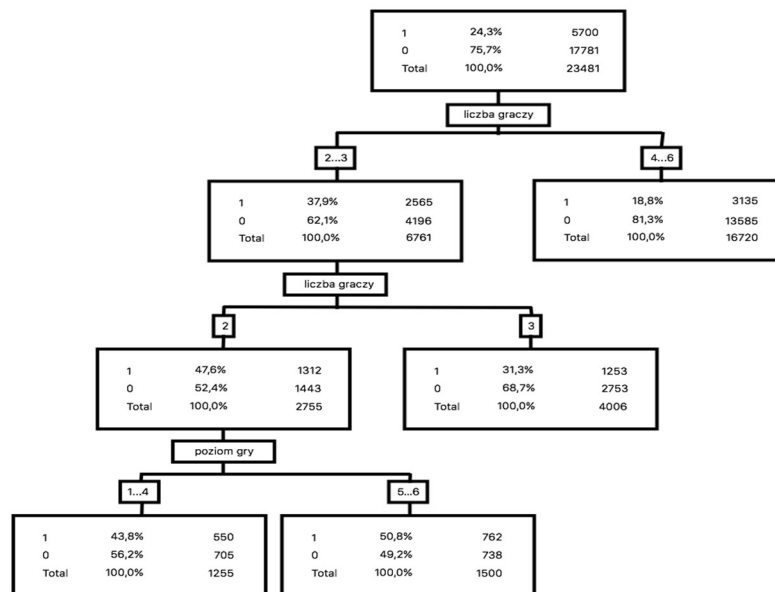 1 24,3% 5700
0 75,7% 17781
Total 100,0% 23481
liczba graczy
2...3
4...6
1 37,9% 2565
0 62,1% 4196
Total 100,0% 6761
1 18,8% 3135
0 81,3% 13585
Total 100,0% 16720
liczba graczy
2
3
1 47,6% 1312
0 52,4% 1443
Total 100,0% 2755
1 31,3% 1253
0 68,7% 2753
Total 100,0% 4006
poziom gry
1...4
5...6
1 43,8% 550
0 56,2% 705
Total 100,0% 1255
1 50,8% 762
0 49,2% 738
Total 100,0% 1500